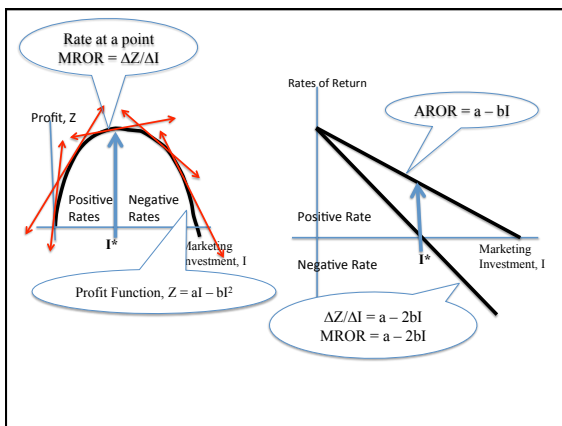 Rate at a point
MROR = ΔZ/ΔI
Profit, Z
Positive
Rates
Negative
Rates
I*
Marketing
Investment, I
Profit Function, Z = aI – bI²
Rates of Return
AROR = a – bI
Positive Rate
Negative Rate
I*
Marketing
Investment, I
ΔZ/ΔI = a – 2bI
MROR = a – 2bI